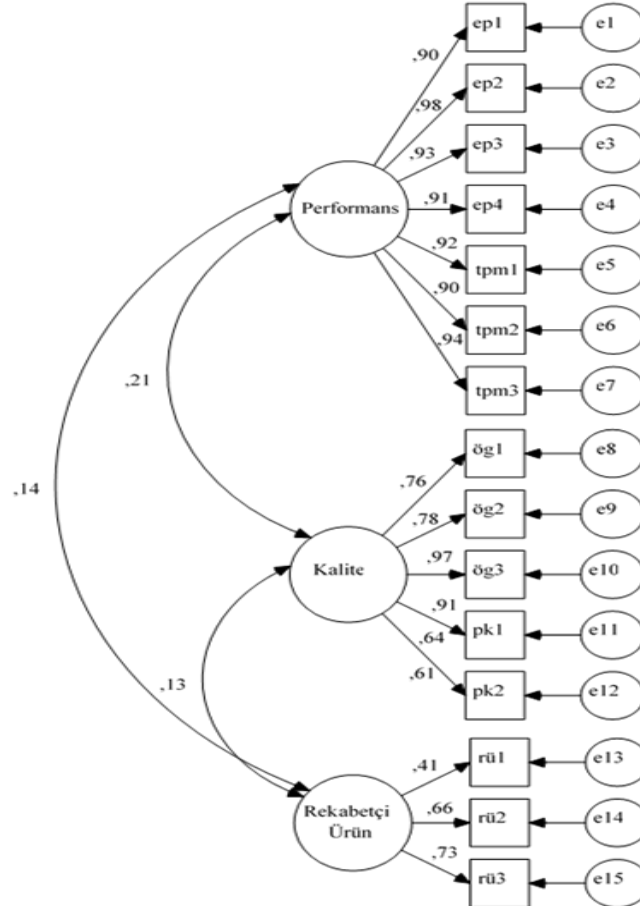 ep1
e1
,90
ep2
e2
,98
ep3
e3
,93
Performans
,91
ep4
e4
,92
tpm1
e5
,90
tpm2
e6
,94
tpm3
e7
,21
,14
ög1
e8
,76
ög2
e9
,78
Kalite
,97
ög3
e10
,91
pk1
e11
,64
,61
pk2
e12
,13
rü1
e13
,41
Rekabetçi
Ürün
,66
rü2
e14
,73
rü3
e15